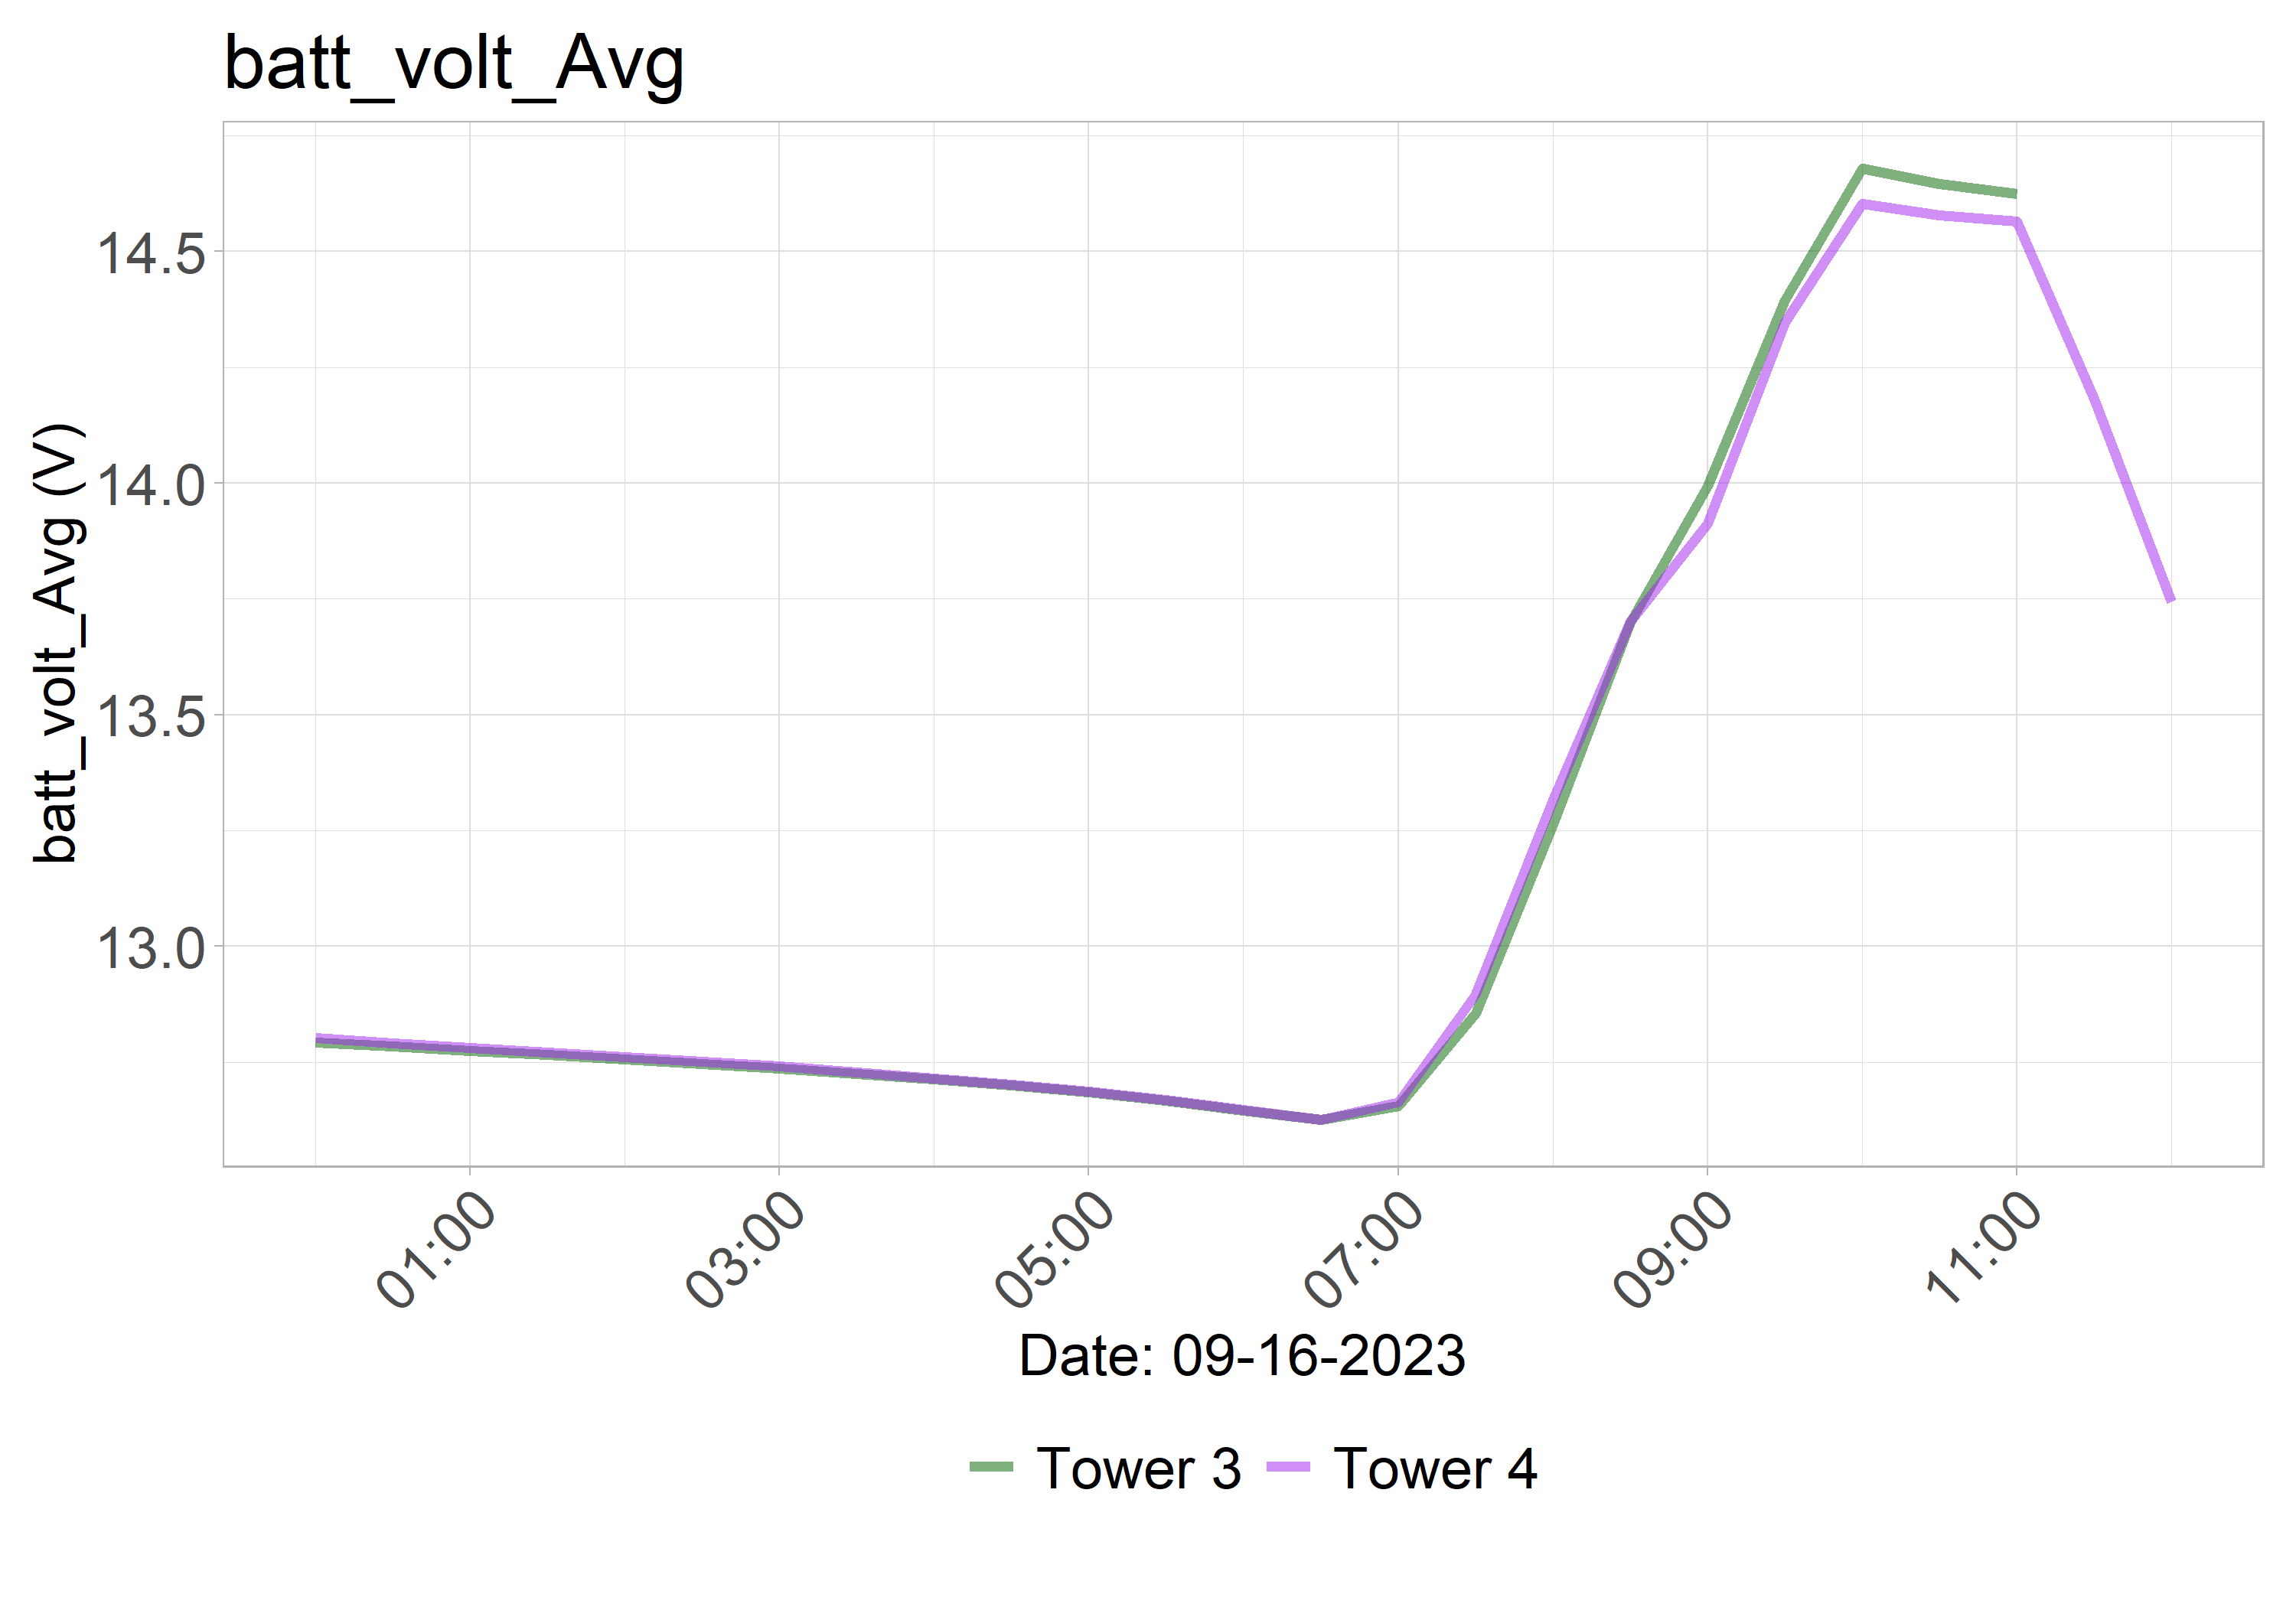 batt_volt_Avg
batt_volt_Avg (V)
14.5
14.0
13.5
13.0
01:00 03:00 05:00 07:00 09:00 11:00
Date: 09-16-2023
Tower 3 Tower 4